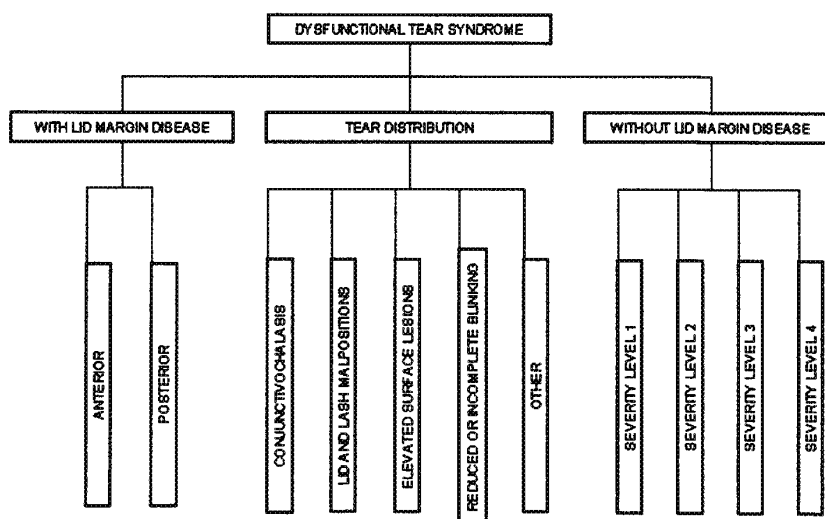 DYSFUNCTIONAL TEAR SYNDROME
WITH LID MARGIN DISEASE
TEAR DISTRIBUTION
WITHOUT LID MARGIN DISEASE
ANTERIOR
POSTERIOR
CONJUNCTIVOCHALASIS
LID AND LASH MALPOSITIONS
ELEVATED SURFACE LESIONS
REDUCED OR INCOMPLETE BLINKING
OTHER
SEVERITY LEVEL 1
SEVERITY LEVEL 2
SEVERITY LEVEL 3
SEVERITY LEVEL 4